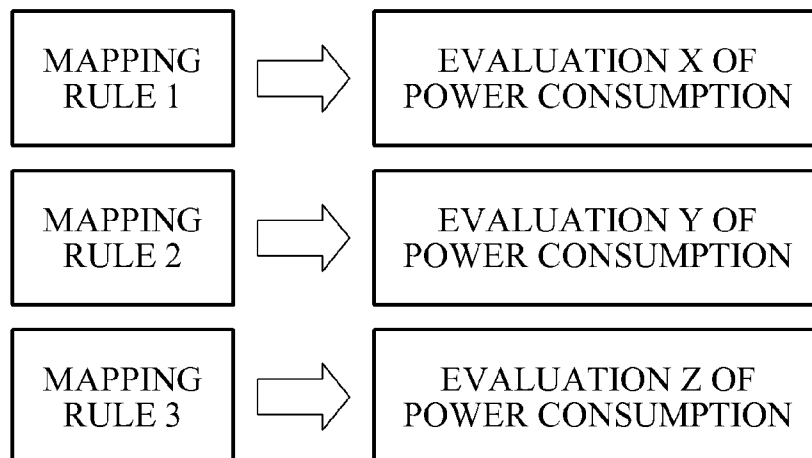 MAPPING
RULE 1
EVALUATION X OF
POWER CONSUMPTION
MAPPING
RULE 2
EVALUATION Y OF
POWER CONSUMPTION
MAPPING
RULE 3
EVALUATION Z OF
POWER CONSUMPTION